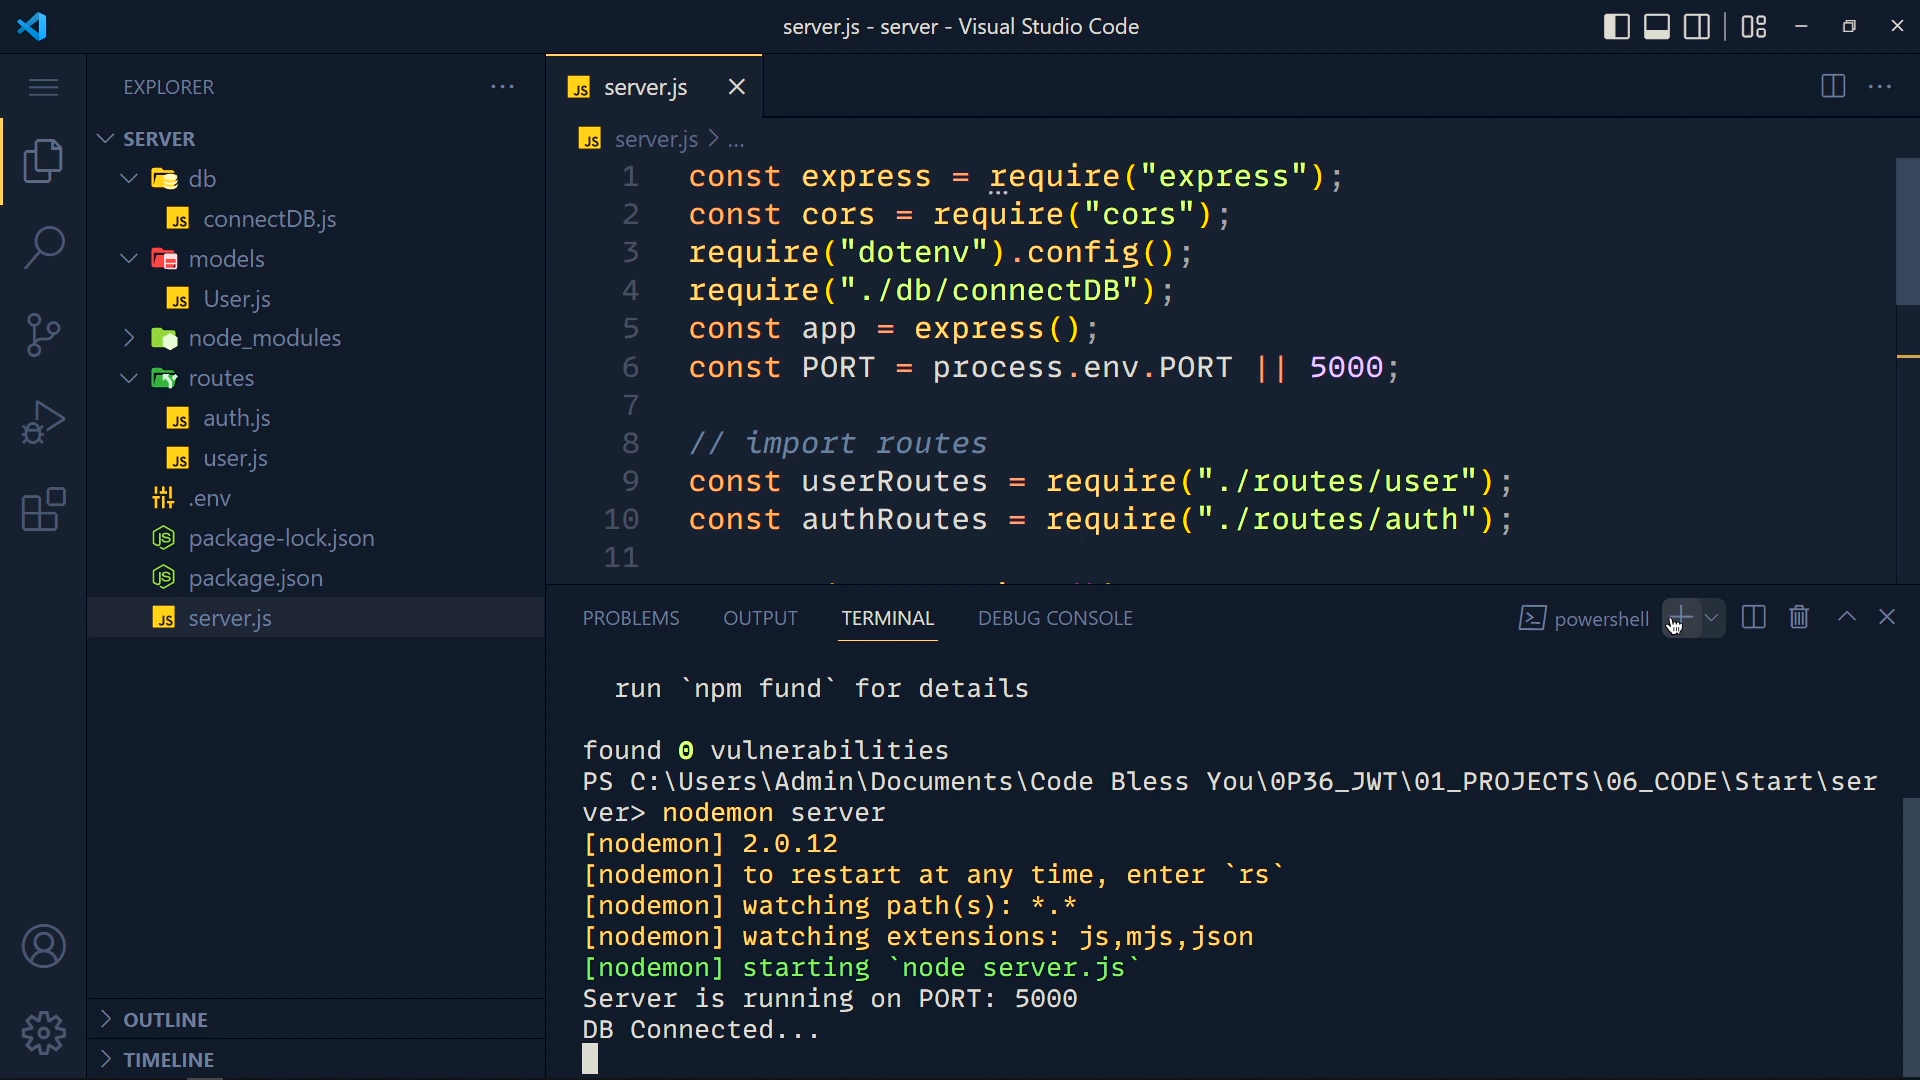 server.js - server - Visual Studio Code
EXPLORER
SERVER
db
connectDB.js
models
User.js
node_modules
routes
auth.js
user.js
.env
package-lock.json
package.json
server.js
OUTLINE
TIMELINE
server.js
server.js > ...
1 const express = require("express");
2 const cors = require("cors");
3 require("dotenv").config();
4 require("./db/connectDB");
5 const app = express();
6 const PORT = process.env.PORT || 5000;
7
8 // import routes
9 const userRoutes = require("./routes/user");
10 const authRoutes = require("./routes/auth");
11
PROBLEMS OUTPUT TERMINAL DEBUG CONSOLE powershell
run `npm fund` for details
found 0 vulnerabilities
PS C:\Users\Admin\Documents\Code Bless You\0P36_JWT\01_PROJECTS\06_CODE\Start\ser
ver> nodemon server
[nodemon] 2.0.12
[nodemon] to restart at any time, enter `rs`
[nodemon] watching path(s): *.*
[nodemon] watching extensions: js,mjs,json
[nodemon] starting `node server.js`
Server is running on PORT: 5000
DB Connected...